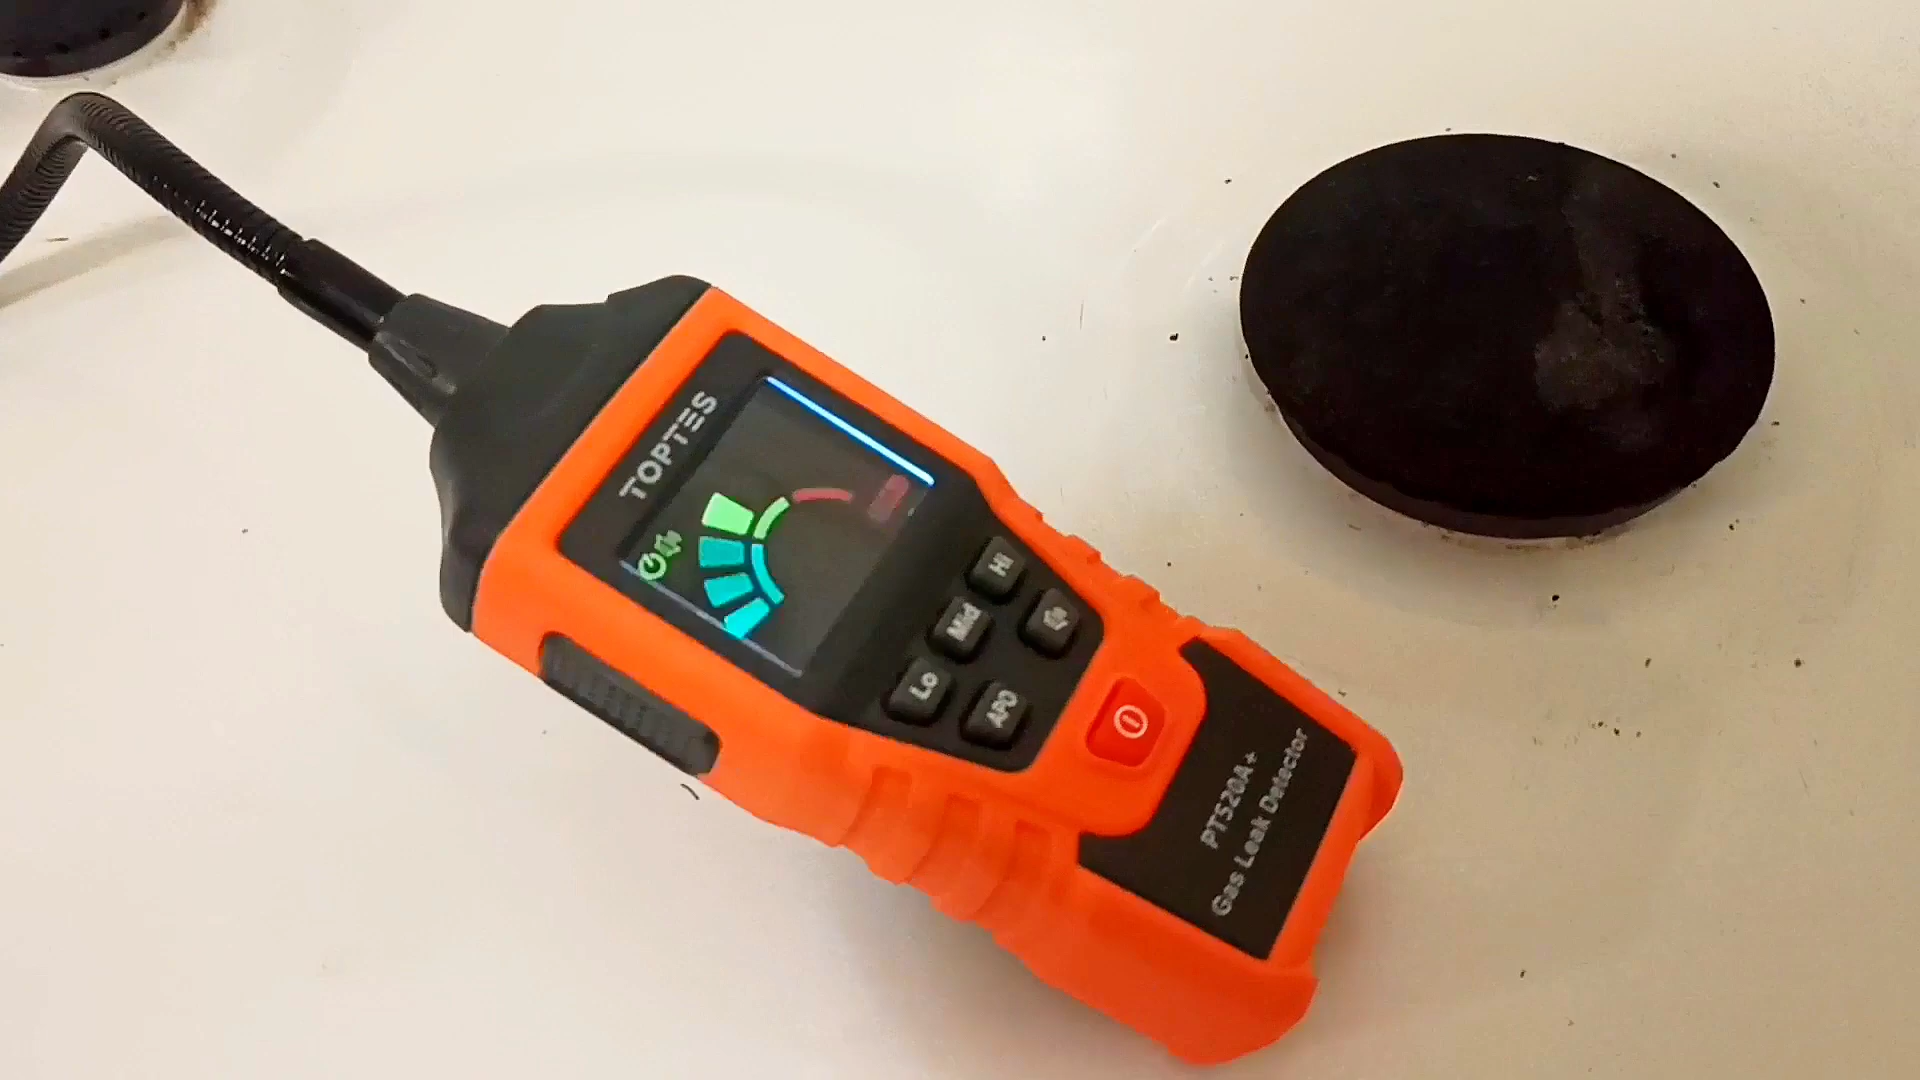 TOPTES
HI
Mid
Lo
APO
PT520A+
Gas Leak Detector